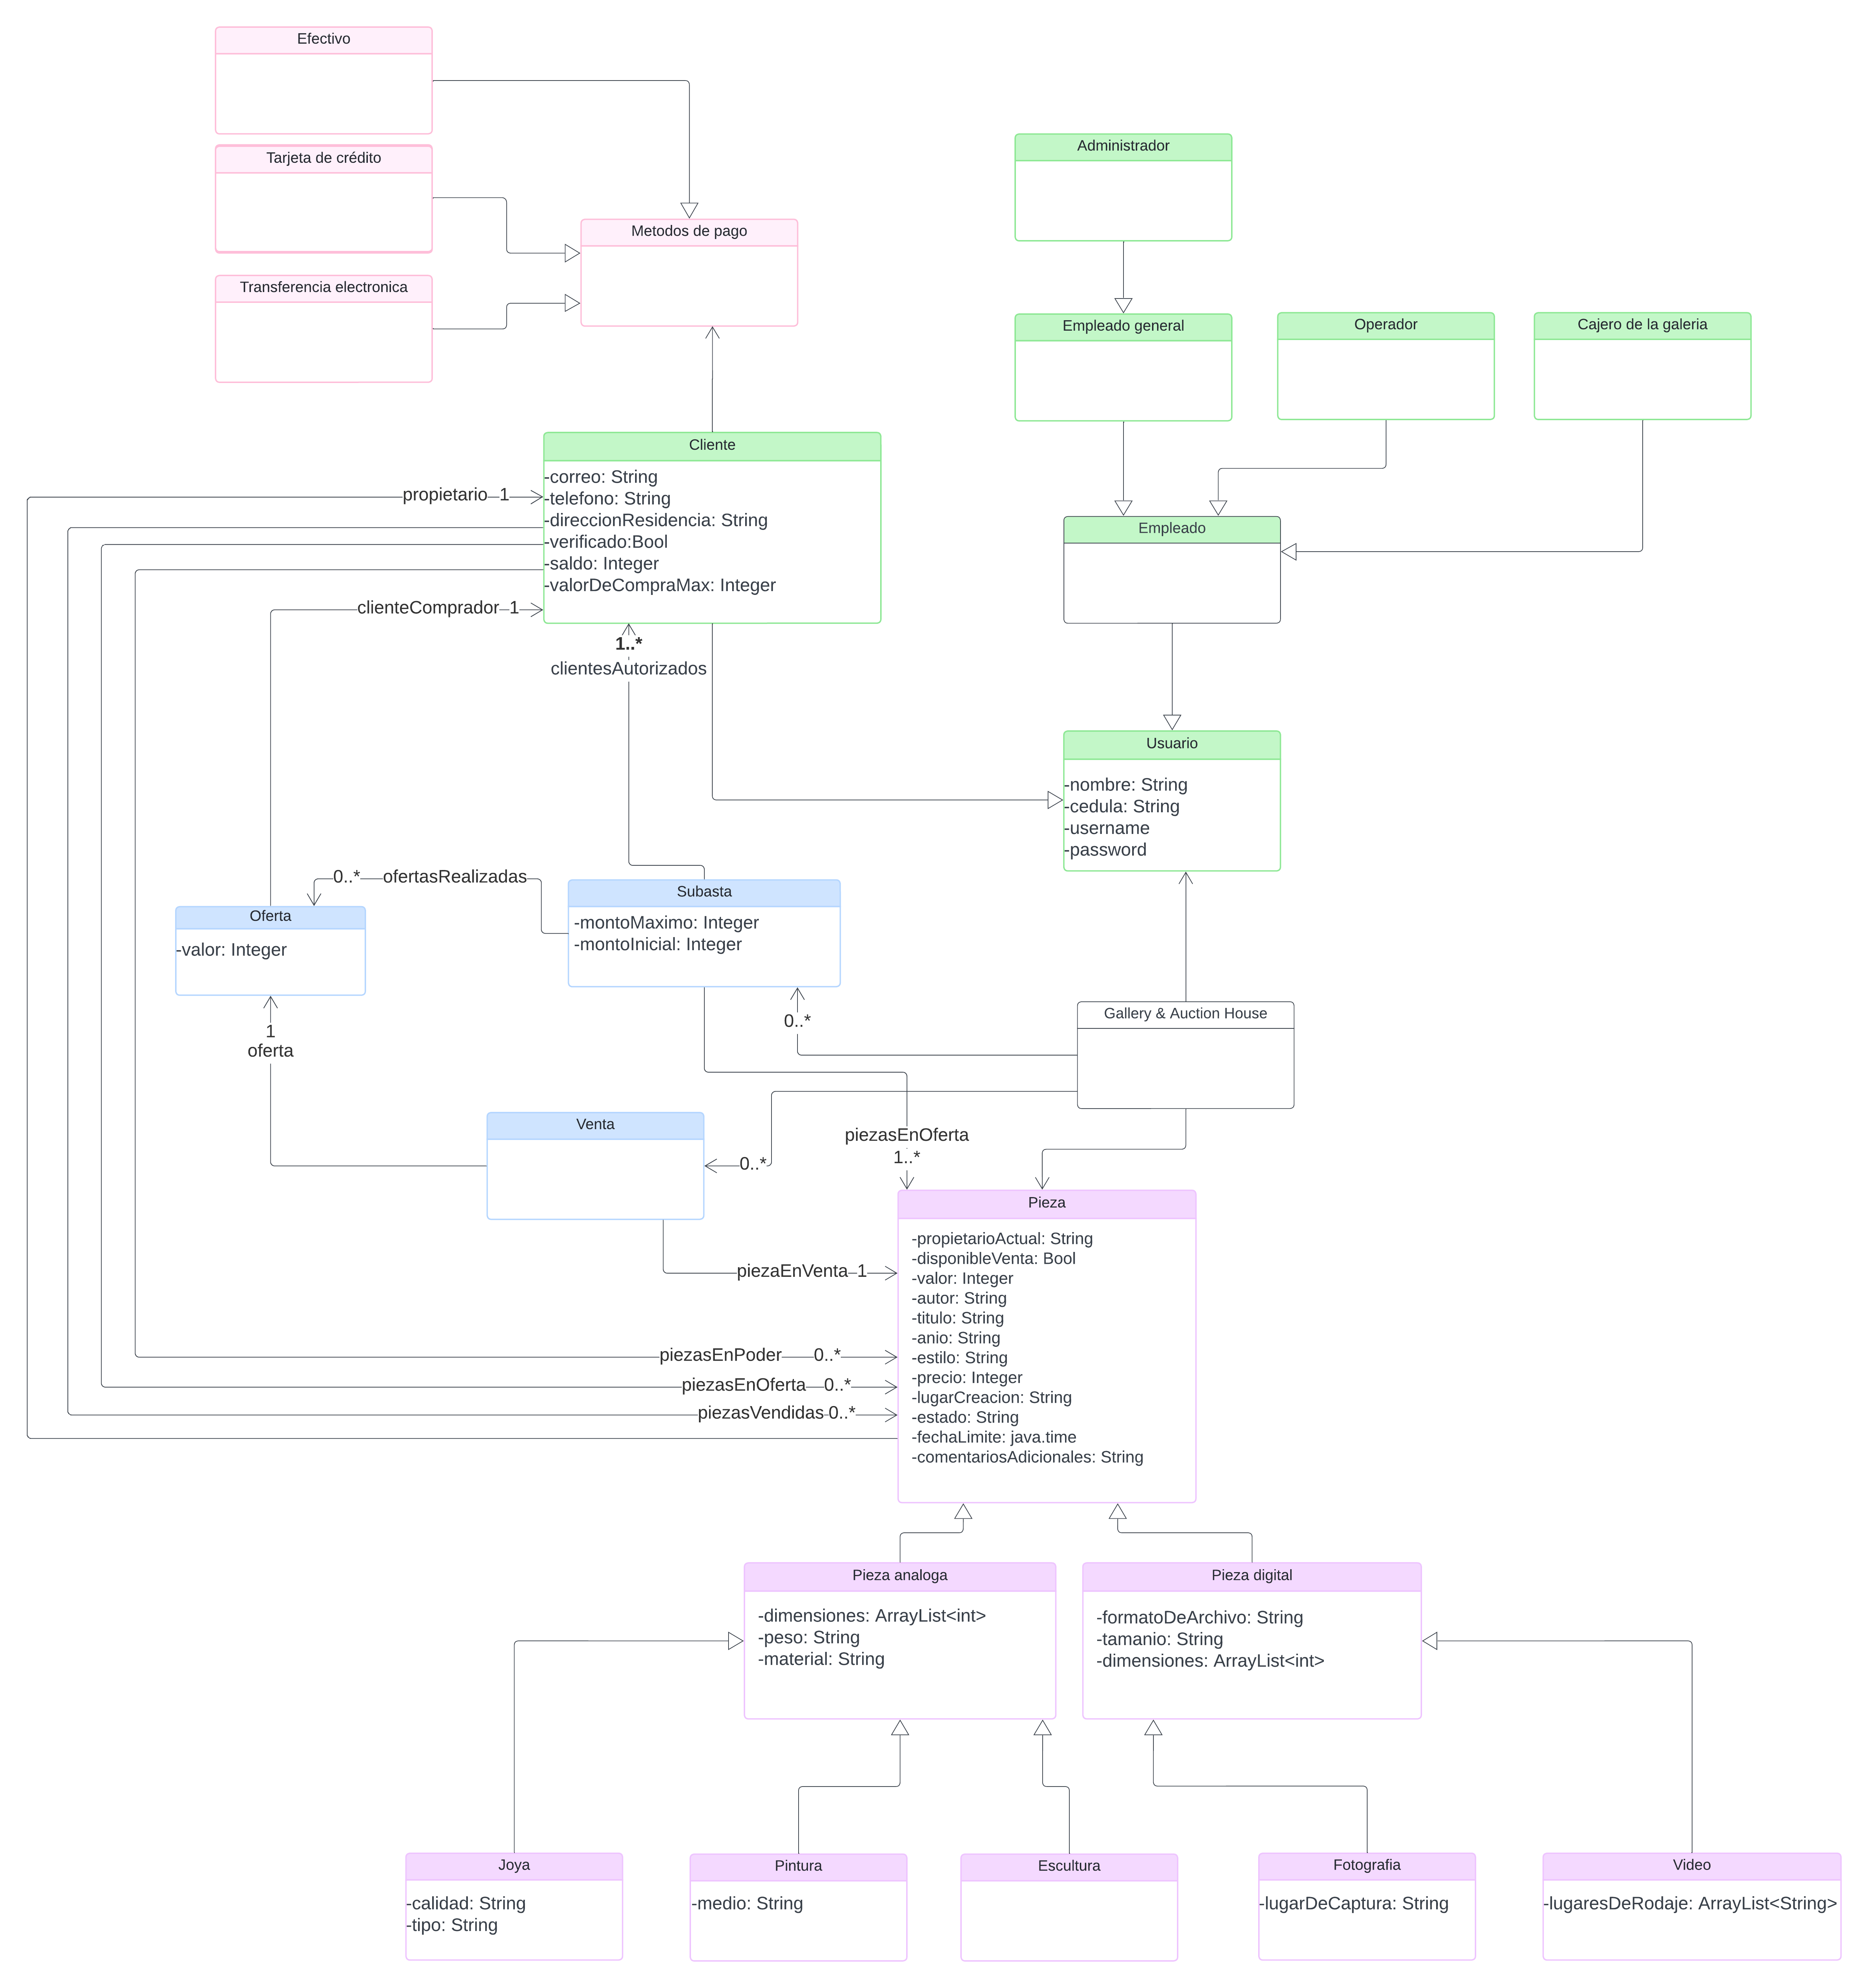 Efectivo
Tarjeta de crédito
Transferencia electronica
Metodos de pago
Administrador
Empleado general
Operador
Cajero de la galeria
Cliente
-correo: String
-telefono: String
-direccionResidencia: String
-verificado:Bool
-saldo: Integer
-valorDeCompraMax: Integer
propietario 1
clienteComprador 1
1..*
clientesAutorizados
Empleado
Usuario
-nombre: String
-cedula: String
-username
-password
0..* ofertasRealizadas
Subasta
-montoMaximo: Integer
-montoInicial: Integer
Oferta
-valor: Integer
1
oferta
0..*
Gallery & Auction House
Venta
0..*
piezasEnOferta
1..*
piezaEnVenta 1
Pieza
-propietarioActual: String
-disponibleVenta: Bool
-valor: Integer
-autor: String
-titulo: String
-anio: String
-estilo: String
-precio: Integer
-lugarCreacion: String
-estado: String
-fechaLimite: java.time
-comentariosAdicionales: String
piezasEnPoder 0..*
piezasEnOferta 0..*
piezasVendidas 0..*
Pieza analoga
-dimensiones: ArrayList<int>
-peso: String
-material: String
Pieza digital
-formatoDeArchivo: String
-tamanio: String
-dimensiones: ArrayList<int>
Joya
-calidad: String
-tipo: String
Pintura
-medio: String
Escultura
Fotografia
-lugarDeCaptura: String
Video
-lugaresDeRodaje: ArrayList<String>